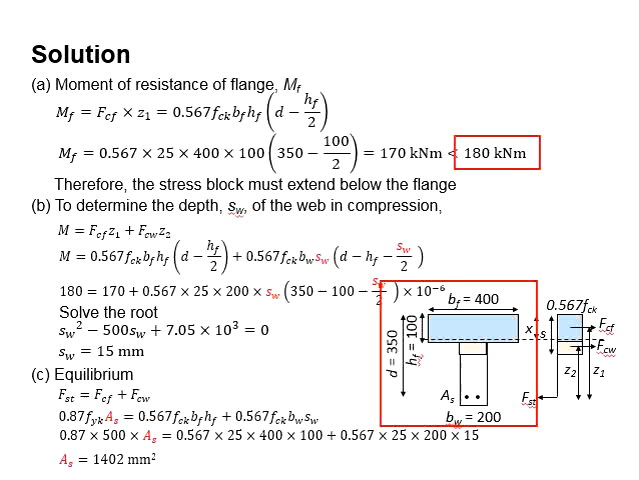 Solution
(a) Moment of resistance of flange, M_f
M_f = F_cf × z_1 = 0.567f_ck b_f h_f (d − h_f/2)
M_f = 0.567 × 25 × 400 × 100 (350 − 100/2) = 170 kNm < 180 kNm
Therefore, the stress block must extend below the flange
(b) To determine the depth, s_w, of the web in compression,
M = F_cf z_1 + F_cw z_2
M = 0.567f_ck b_f h_f (d − h_f/2) + 0.567f_ck b_w s_w (d − h_f − s_w/2)
180 = 170 + 0.567 × 25 × 200 × s_w (350 − 100 − s_w/2) × 10^−6
Solve the root
s_w^2 − 500s_w + 7.05 × 10^3 = 0
s_w = 15 mm
(c) Equilibrium
F_st = F_cf + F_cw
0.87f_yk A_s = 0.567f_ck b_f h_f + 0.567f_ck b_w s_w
0.87 × 500 × A_s = 0.567 × 25 × 400 × 100 + 0.567 × 25 × 200 × 15
A_s = 1402 mm²
b_f = 400
0.567f_ck
d = 350
h_f = 100
x
s
F_cf
F_cw
z_2
z_1
A_s
F_st
b_w = 200